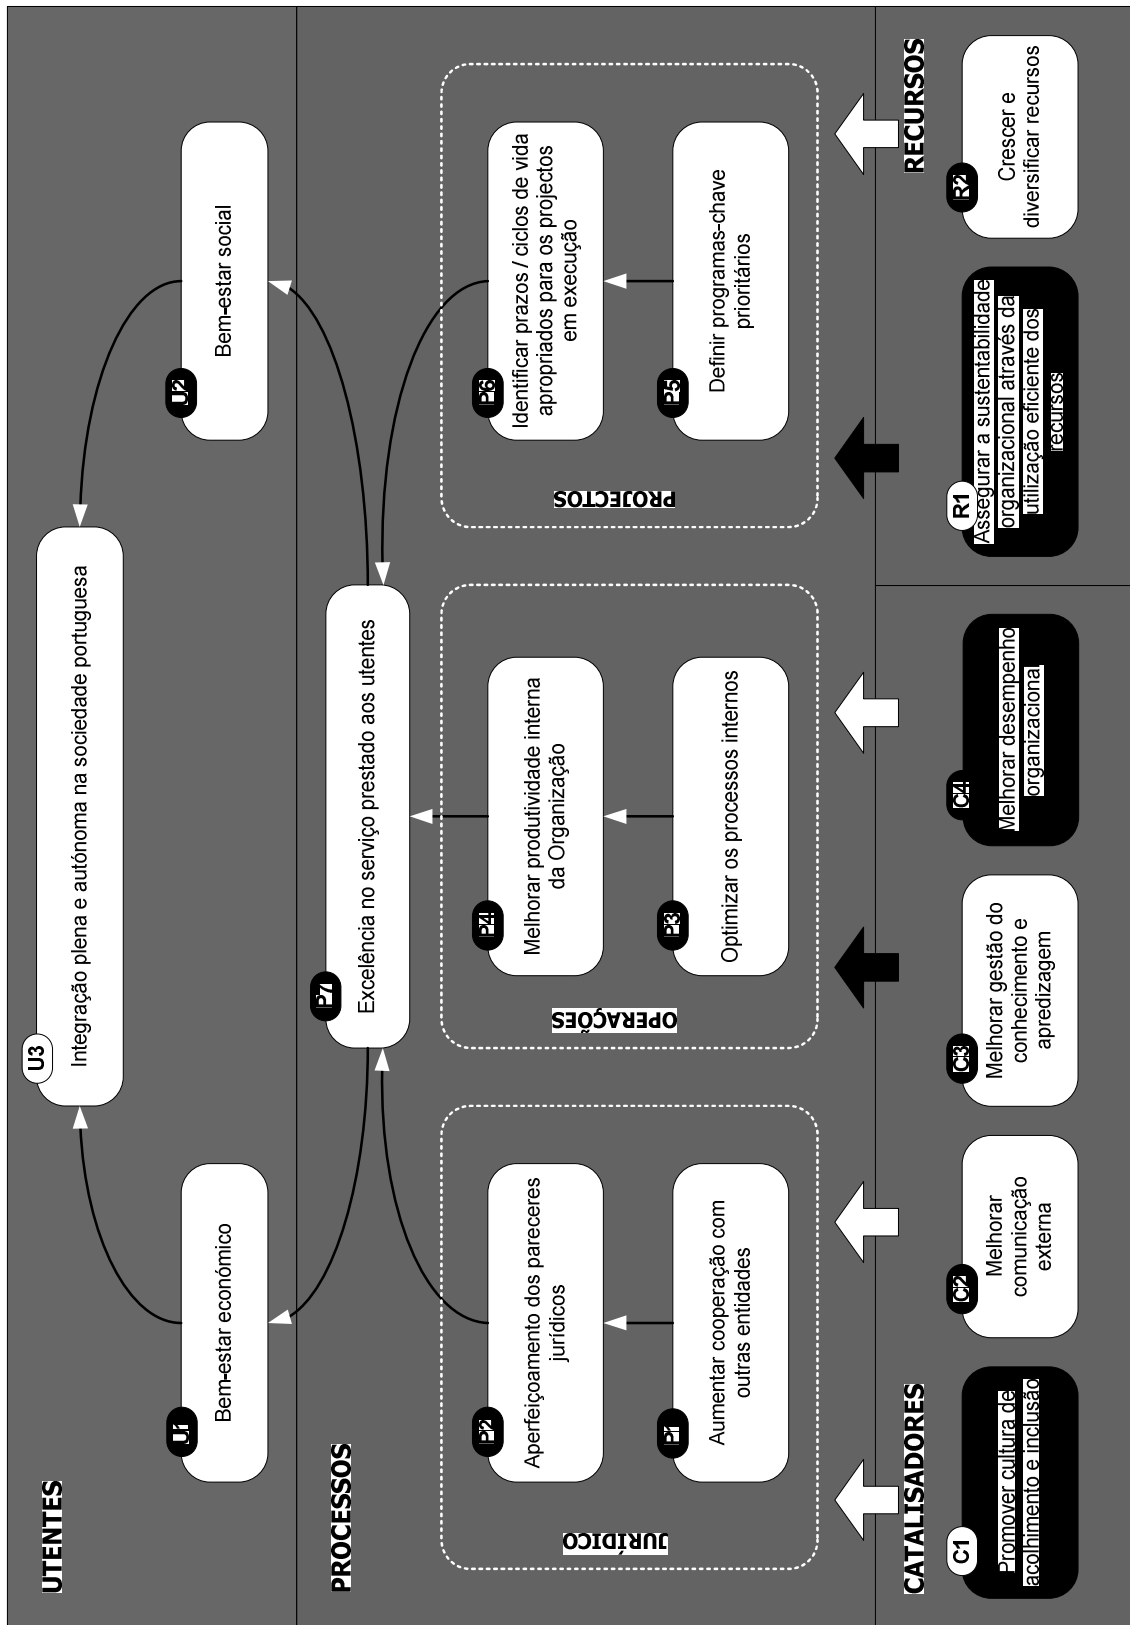 UTENTES
U3
Integração plena e autónoma na sociedade portuguesa
U1
Bem-estar económico
U2
Bem-estar social
PROCESSOS
P7
Excelência no serviço prestado aos utentes
JURÍDICO
P2
Aperfeiçoamento dos pareceres
jurídicos
P1
Aumentar cooperação com
outras entidades
OPERAÇÕES
P4
Melhorar produtividade interna
da Organização
P3
Optimizar os processos internos
PROJECTOS
P6
Identificar prazos / ciclos de vida
apropriados para os projectos
em execução
P5
Definir programas-chave
prioritários
CATALISADORES
C1
Promover cultura de
acolhimento e inclusão
C2
Melhorar
comunicação
externa
C3
Melhorar gestão do
conhecimento e
apredizagem
C4
Melhorar desempenho
organizacional
RECURSOS
R1
Assegurar a sustentabilidade
organizacional através da
utilização eficiente dos
recursos
R2
Crescer e
diversificar recursos